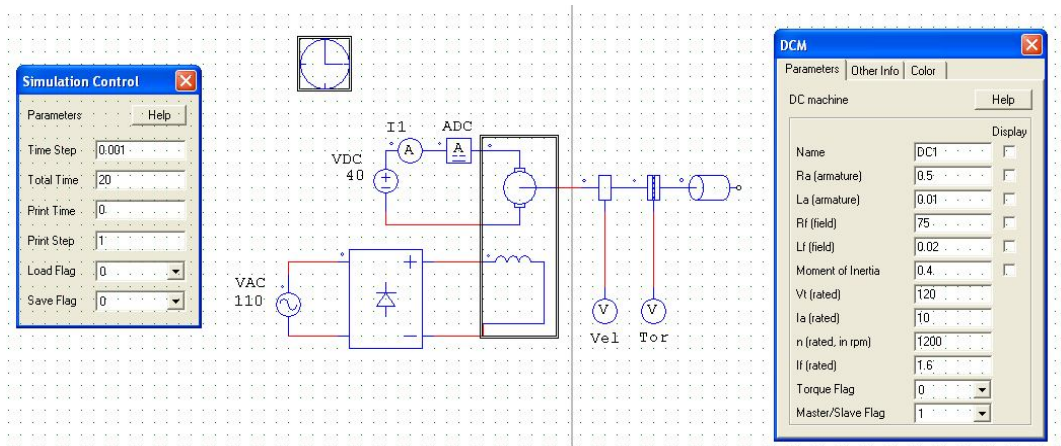 Simulation Control
Parameters Help
Time Step 0.001
Total Time 20
Print Time 0
Print Step 1
Load Flag 0
Save Flag 0
I1 ADC
A A
VDC
40
VAC
110
V V
Vel Tor
DCM
Parameters Other Info Color
DC machine Help
Display
Name DC1
Ra (armature) 0.5
La (armature) 0.01
Rf (field) 75
Lf (field) 0.02
Moment of Inertia 0.4
Vt (rated) 120
Ia (rated) 10
n (rated, in rpm) 1200
If (rated) 1.6
Torque Flag 0
Master/Slave Flag 1